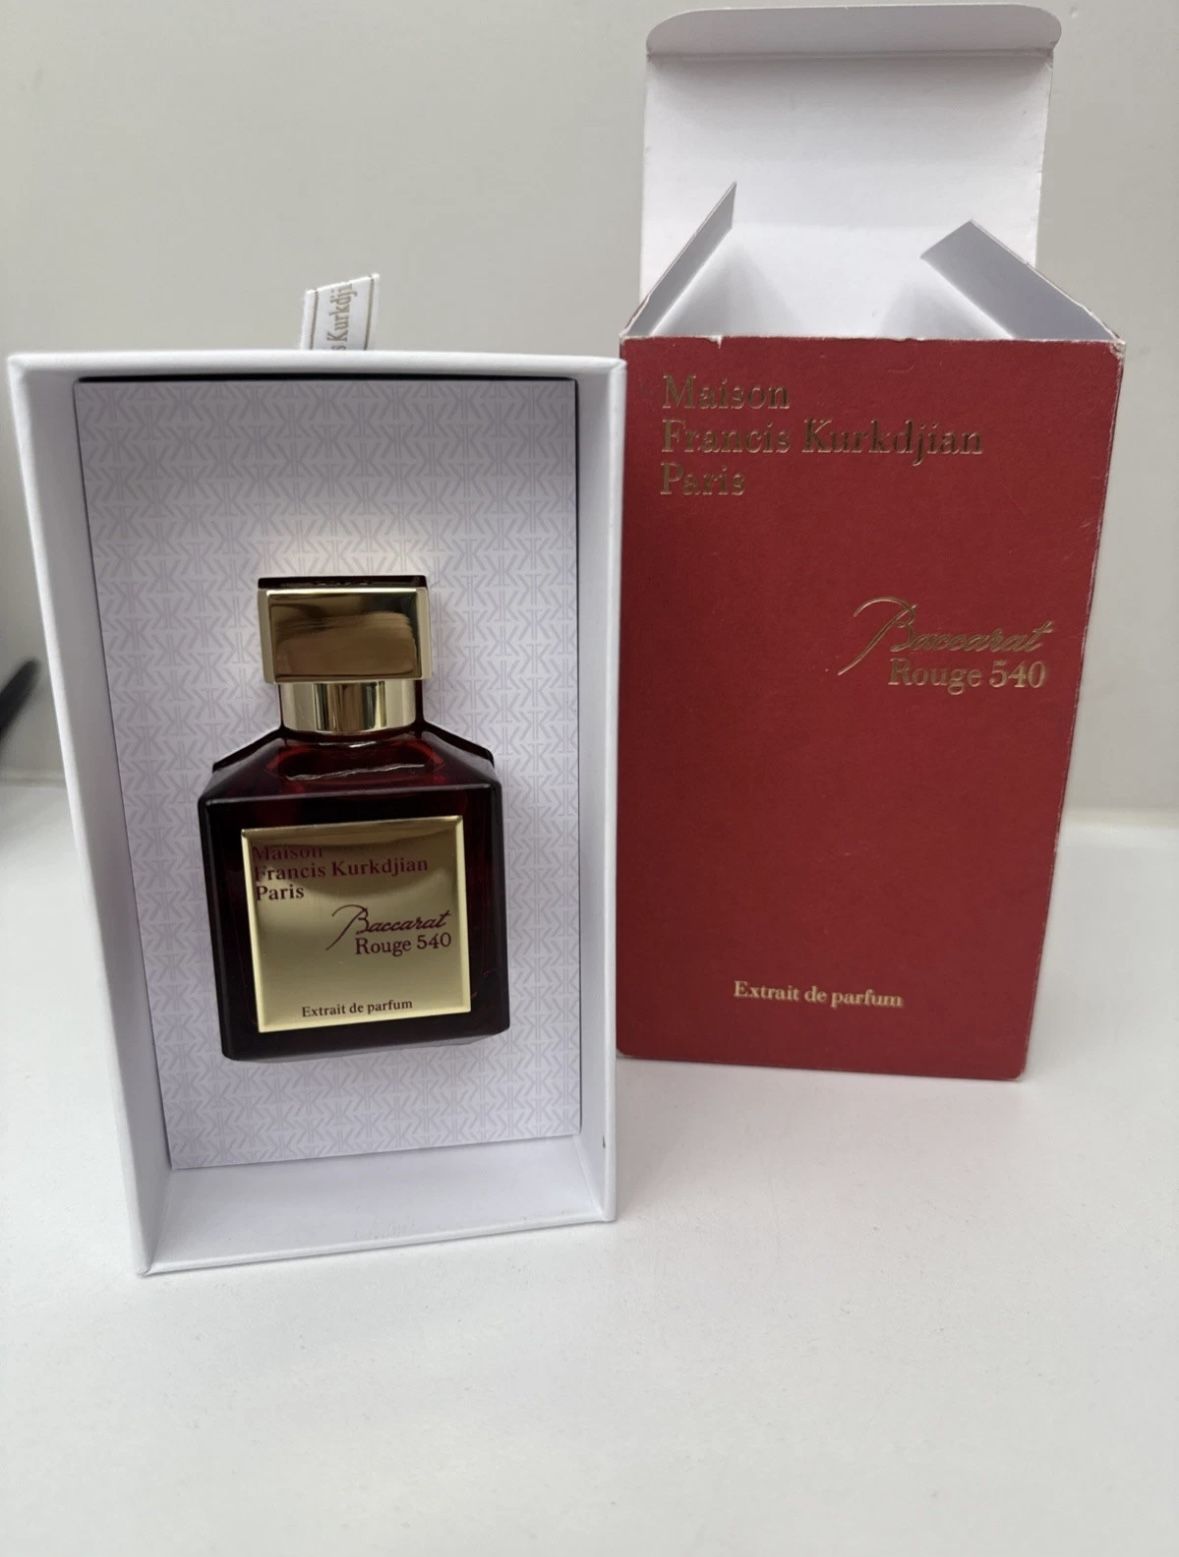 s Kurkdji
Maison
Francis Kurkdjian
Paris
Baccarat
Rouge 540
Extrait de parfum
Maison
Francis Kurkdjian
Paris
Baccarat
Rouge 540
Extrait de parfum